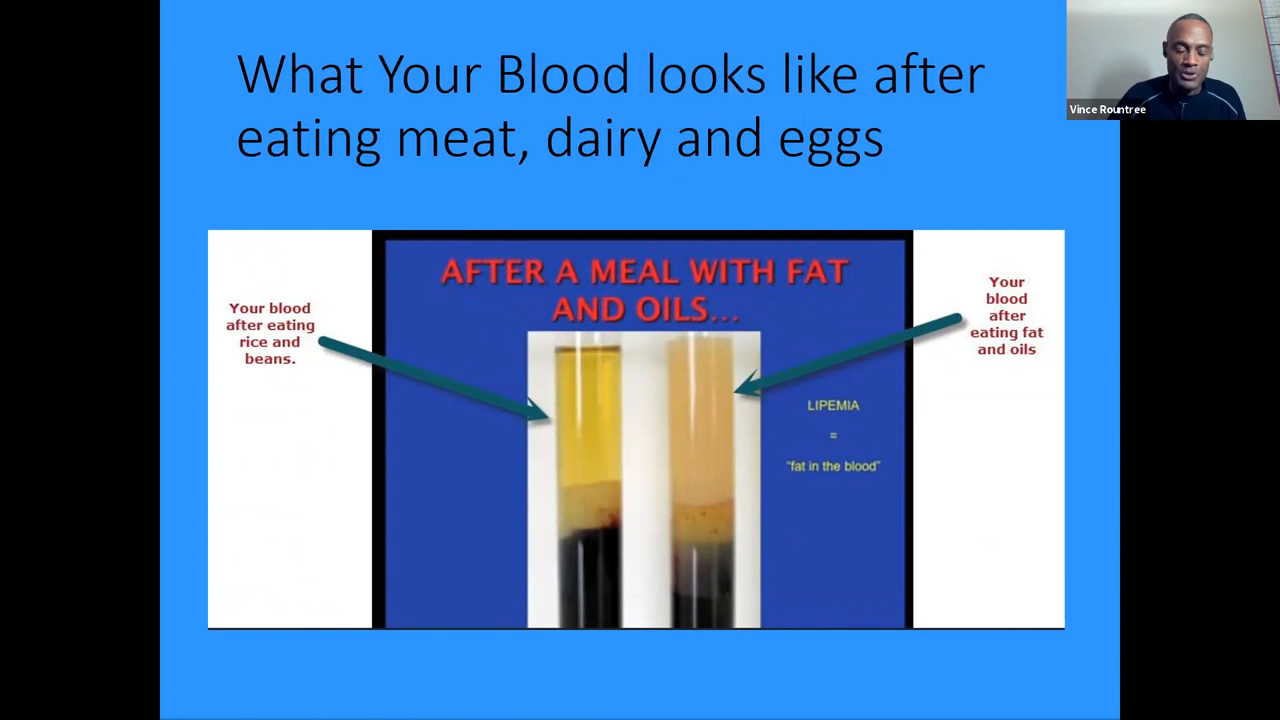 What Your Blood looks like after
eating meat, dairy and eggs
Vince Rountree
AFTER A MEAL WITH FAT
AND OILS...
Your blood
after eating
rice and
beans.
Your
blood
after
eating fat
and oils
LIPEMIA
=
"fat in the blood"